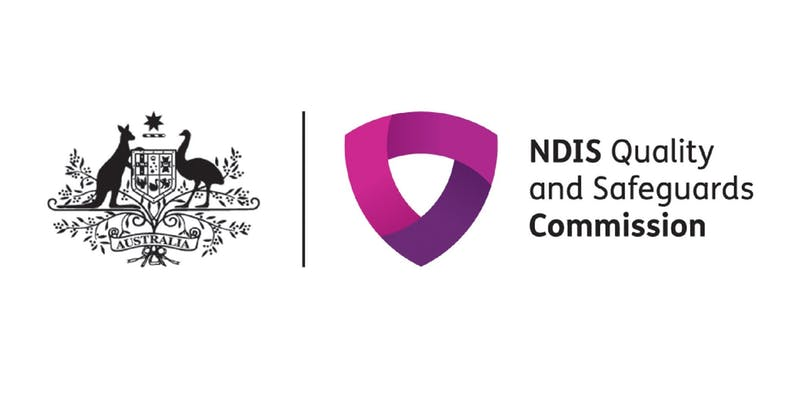 AUSTRALIA
NDIS Quality
and Safeguards
Commission